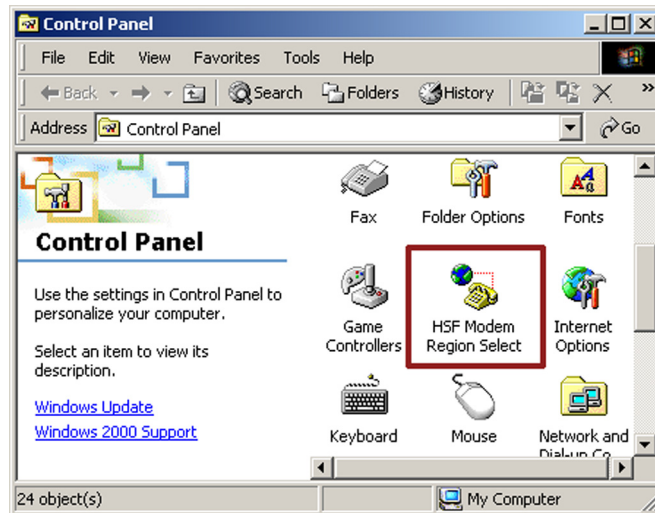 Control Panel
File Edit View Favorites Tools Help
Back Search Folders History
Address Control Panel Go
Control Panel
Use the settings in Control Panel to
personalize your computer.
Select an item to view its
description.
Windows Update
Windows 2000 Support
Fax Folder Options Fonts
Game
Controllers
HSF Modem
Region Select
Internet
Options
Keyboard Mouse Network and
Dial-up Co
24 object(s) My Computer